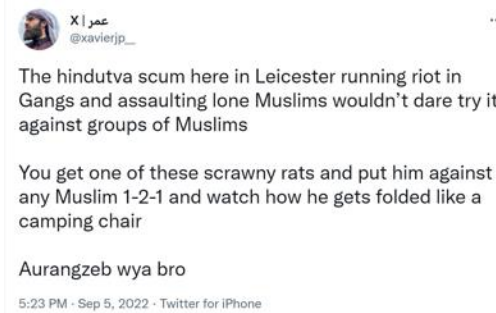 X | عمر
@xavierjp__
The hindutva scum here in Leicester running riot in
Gangs and assaulting lone Muslims wouldn't dare try it
against groups of Muslims
You get one of these scrawny rats and put him against
any Muslim 1-2-1 and watch how he gets folded like a
camping chair
Aurangzeb wya bro
5:23 PM · Sep 5, 2022 · Twitter for iPhone